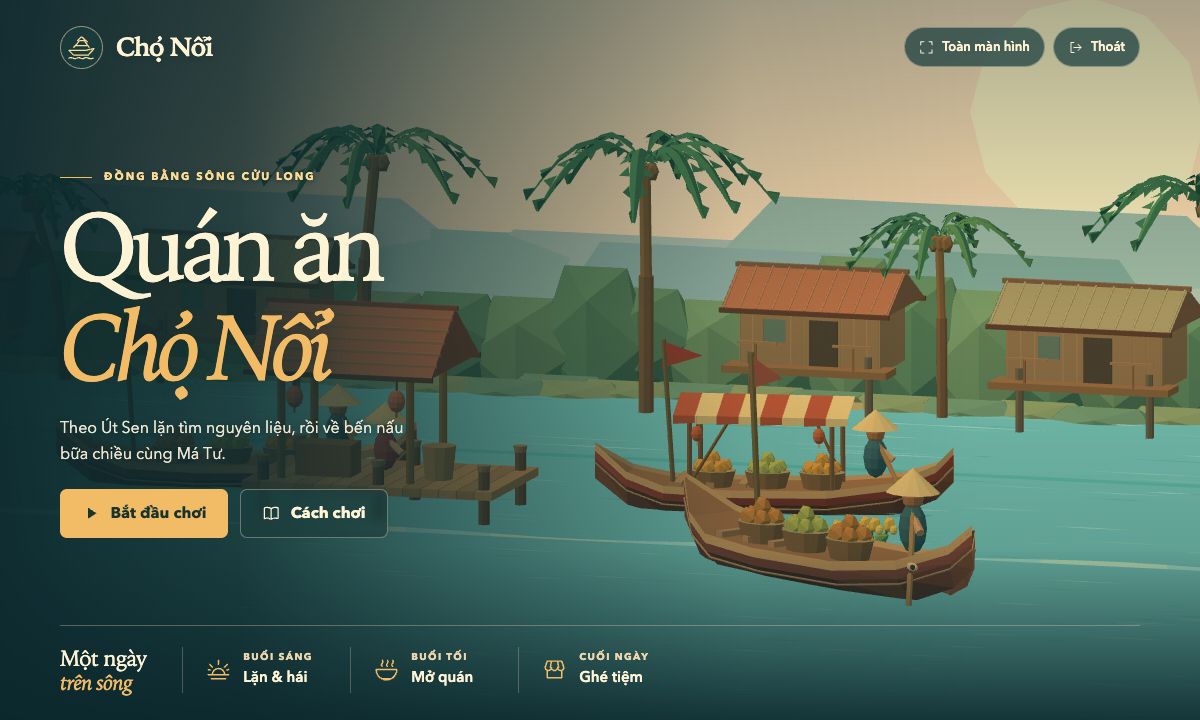 Chợ Nổi
Toàn màn hình
Thoát
ĐỒNG BẰNG SÔNG CỬU LONG
Quán ăn
Chợ Nổi
Theo Út Sen lặn tìm nguyên liệu, rồi về bến nấu
bữa chiều cùng Má Tư.
Bắt đầu chơi
Cách chơi
Một ngày
trên sông
BUỔI SÁNG
Lặn & hái
BUỔI TỐI
Mở quán
CUỐI NGÀY
Ghé tiệm